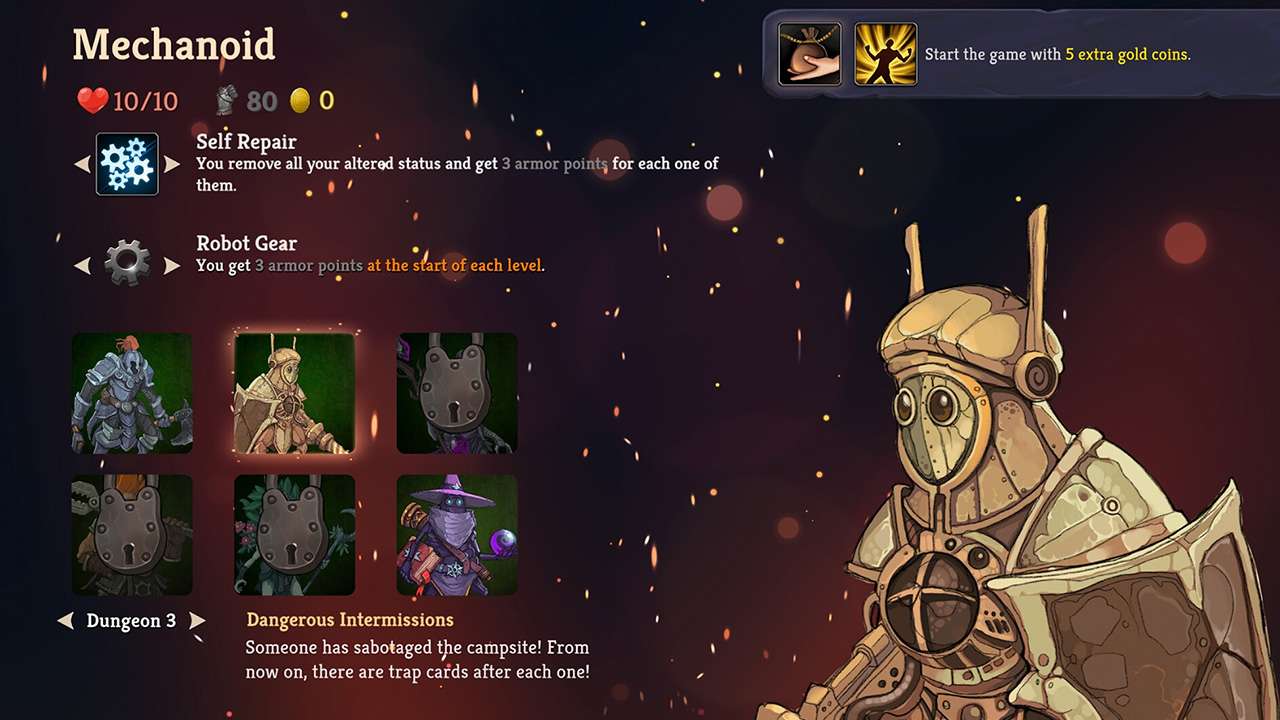 Mechanoid
10/10 80 0
Start the game with 5 extra gold coins.
Self Repair
You remove all your altered status and get 3 armor points for each one of
them.
Robot Gear
You get 3 armor points at the start of each level.
Dungeon 3
Dangerous Intermissions
Someone has sabotaged the campsite! From
now on, there are trap cards after each one!